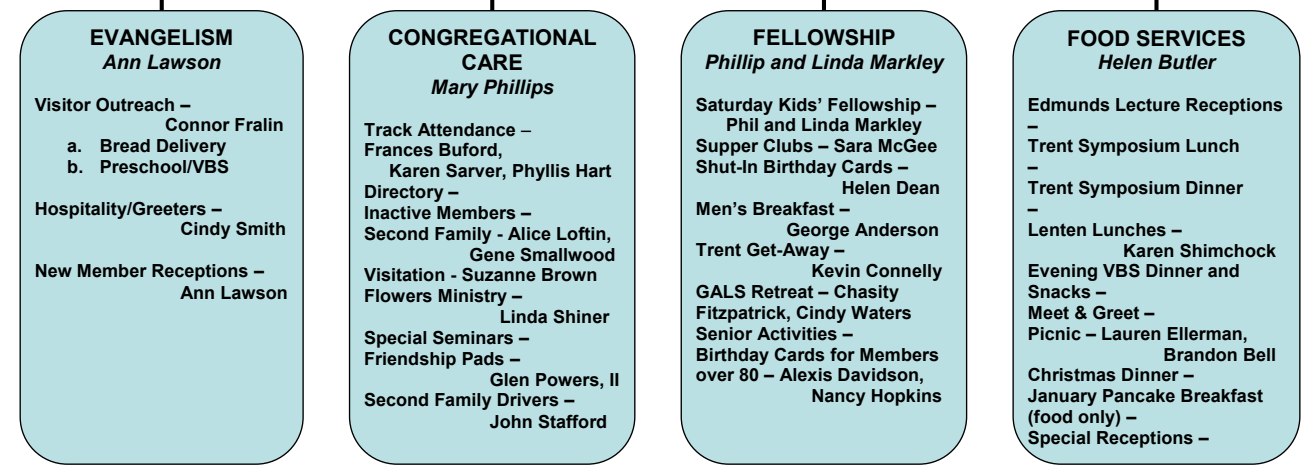 EVANGELISM
Ann Lawson
Visitor Outreach –
Connor Fralin
a. Bread Delivery
b. Preschool/VBS
Hospitality/Greeters –
Cindy Smith
New Member Receptions –
Ann Lawson
CONGREGATIONAL
CARE
Mary Phillips
Track Attendance –
Frances Buford,
Karen Sarver, Phyllis Hart
Directory –
Inactive Members –
Second Family - Alice Loftin,
Gene Smallwood
Visitation - Suzanne Brown
Flowers Ministry –
Linda Shiner
Special Seminars –
Friendship Pads –
Glen Powers, II
Second Family Drivers –
John Stafford
FELLOWSHIP
Phillip and Linda Markley
Saturday Kids' Fellowship –
Phil and Linda Markley
Supper Clubs – Sara McGee
Shut-In Birthday Cards –
Helen Dean
Men's Breakfast –
George Anderson
Trent Get-Away –
Kevin Connelly
GALS Retreat – Chasity
Fitzpatrick, Cindy Waters
Senior Activities –
Birthday Cards for Members
over 80 – Alexis Davidson,
Nancy Hopkins
FOOD SERVICES
Helen Butler
Edmunds Lecture Receptions
–
Trent Symposium Lunch
–
Trent Symposium Dinner
–
Lenten Lunches –
Karen Shimchock
Evening VBS Dinner and
Snacks –
Meet & Greet –
Picnic – Lauren Ellerman,
Brandon Bell
Christmas Dinner –
January Pancake Breakfast
(food only) –
Special Receptions –